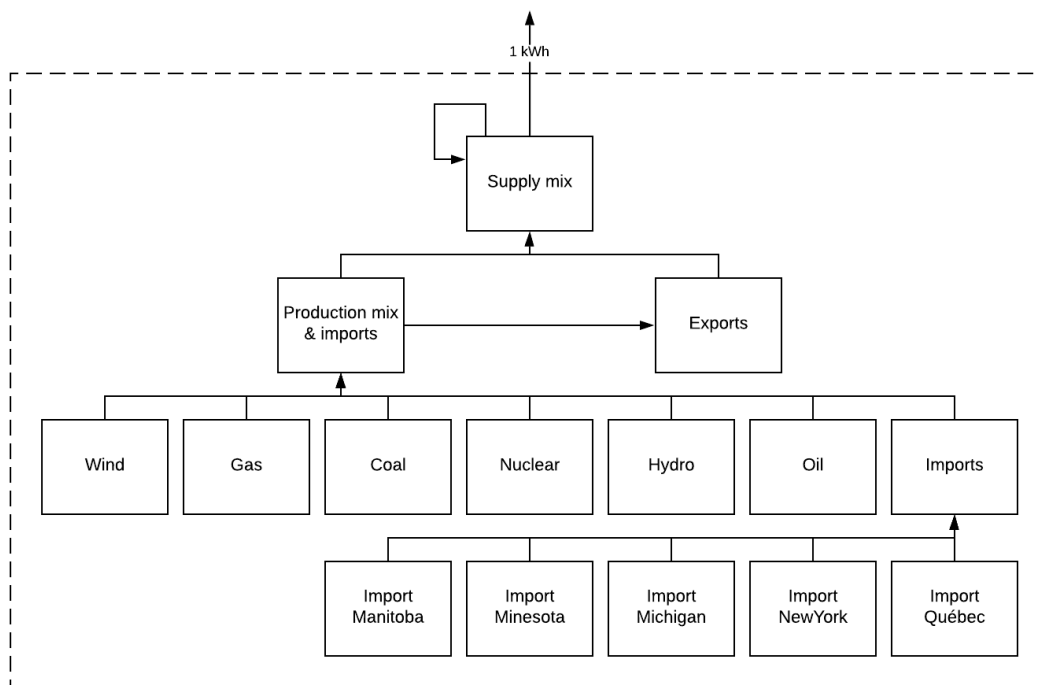 1 kWh
Supply mix
Production mix
& imports
Exports
Wind
Gas
Coal
Nuclear
Hydro
Oil
Imports
Import
Manitoba
Import
Minesota
Import
Michigan
Import
NewYork
Import
Québec